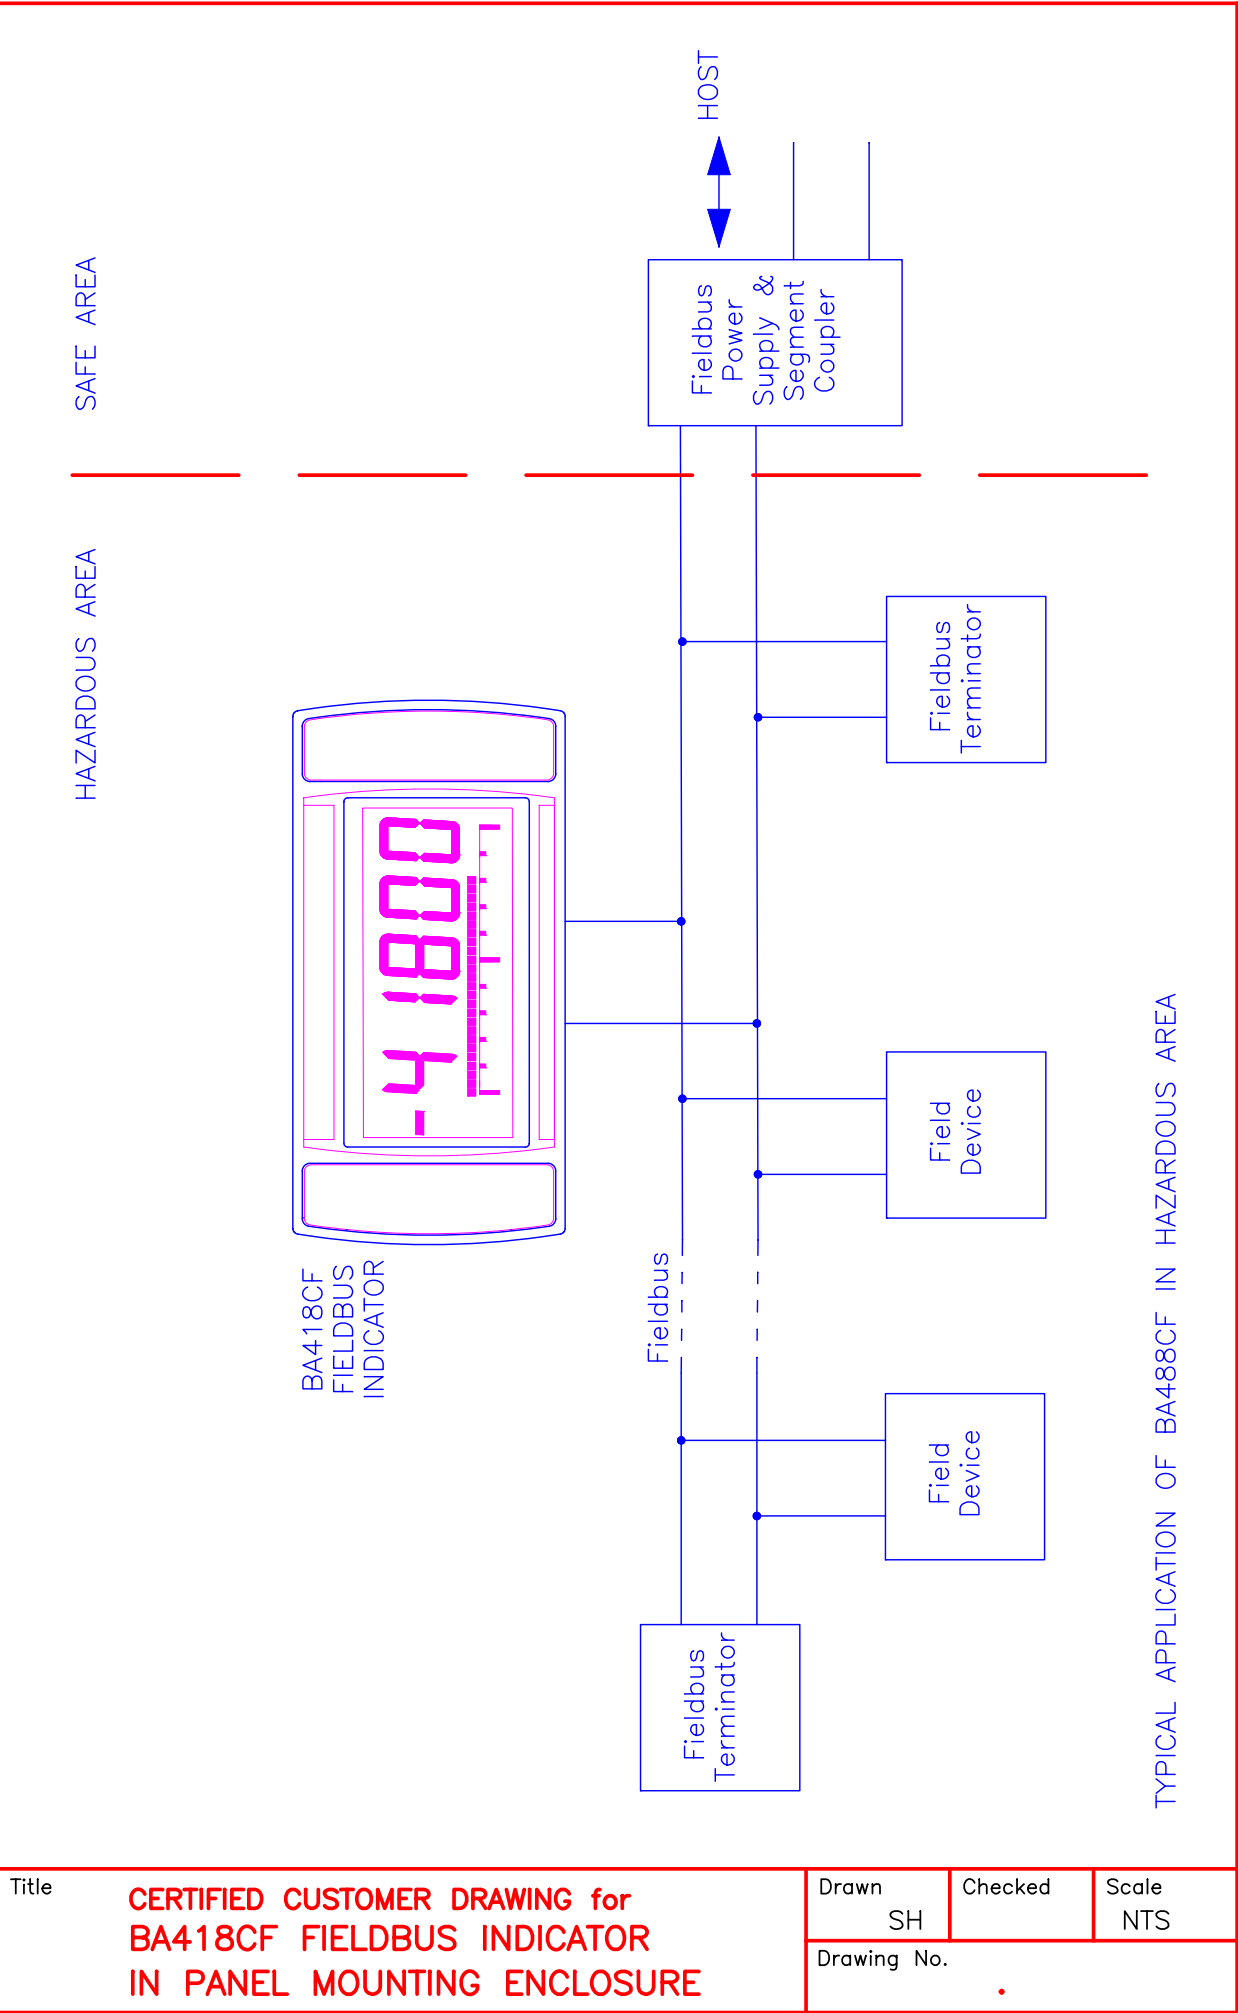 SAFE AREA
HAZARDOUS AREA
HOST
Fieldbus
Power
Supply &
Segment
Coupler
Fieldbus
Terminator
-41800
BA418CF
FIELDBUS
INDICATOR
Field
Device
Fieldbus
Field
Device
Fieldbus
Terminator
TYPICAL APPLICATION OF BA488CF IN HAZARDOUS AREA
Title
CERTIFIED CUSTOMER DRAWING for
BA418CF FIELDBUS INDICATOR
IN PANEL MOUNTING ENCLOSURE
Drawn
SH
Checked
Scale
NTS
Drawing No.
.